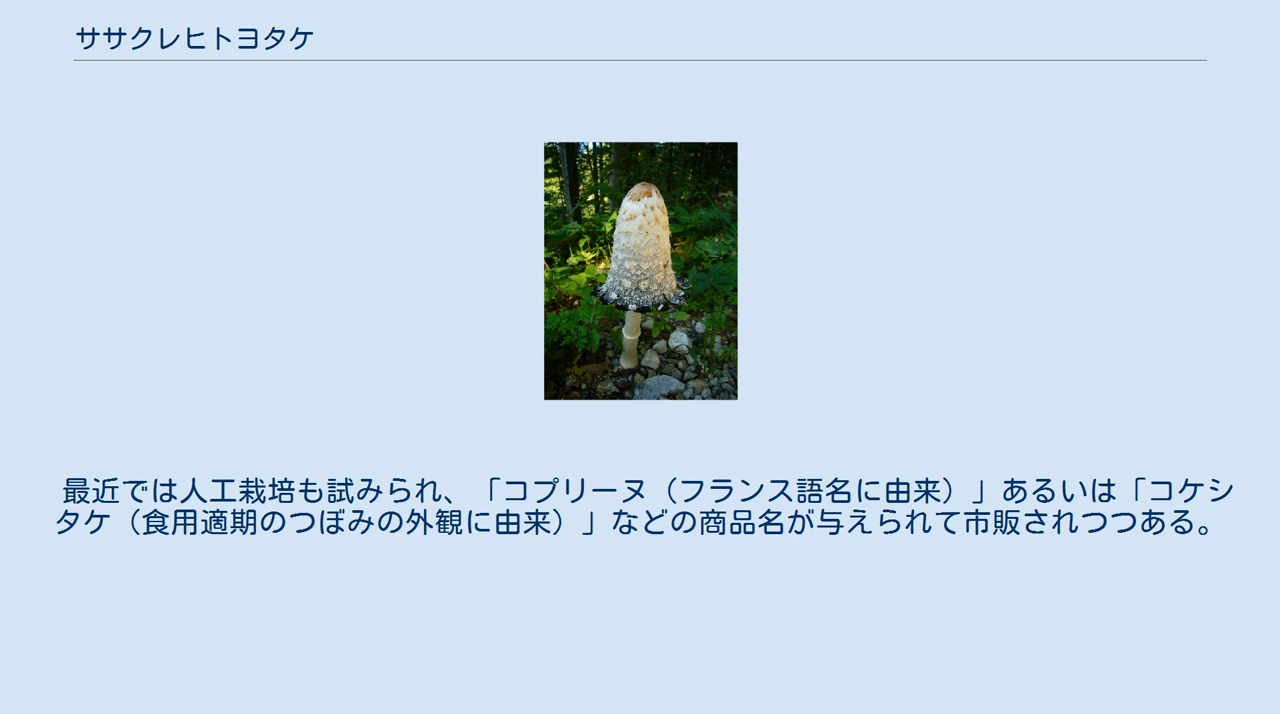 ササクレヒトヨタケ
最近では人工栽培も試みられ、「コプリーヌ（フランス語名に由来）」あるいは「コケシ
タケ（食用適期のつぼみの外観に由来）」などの商品名が与えられて市販されつつある。